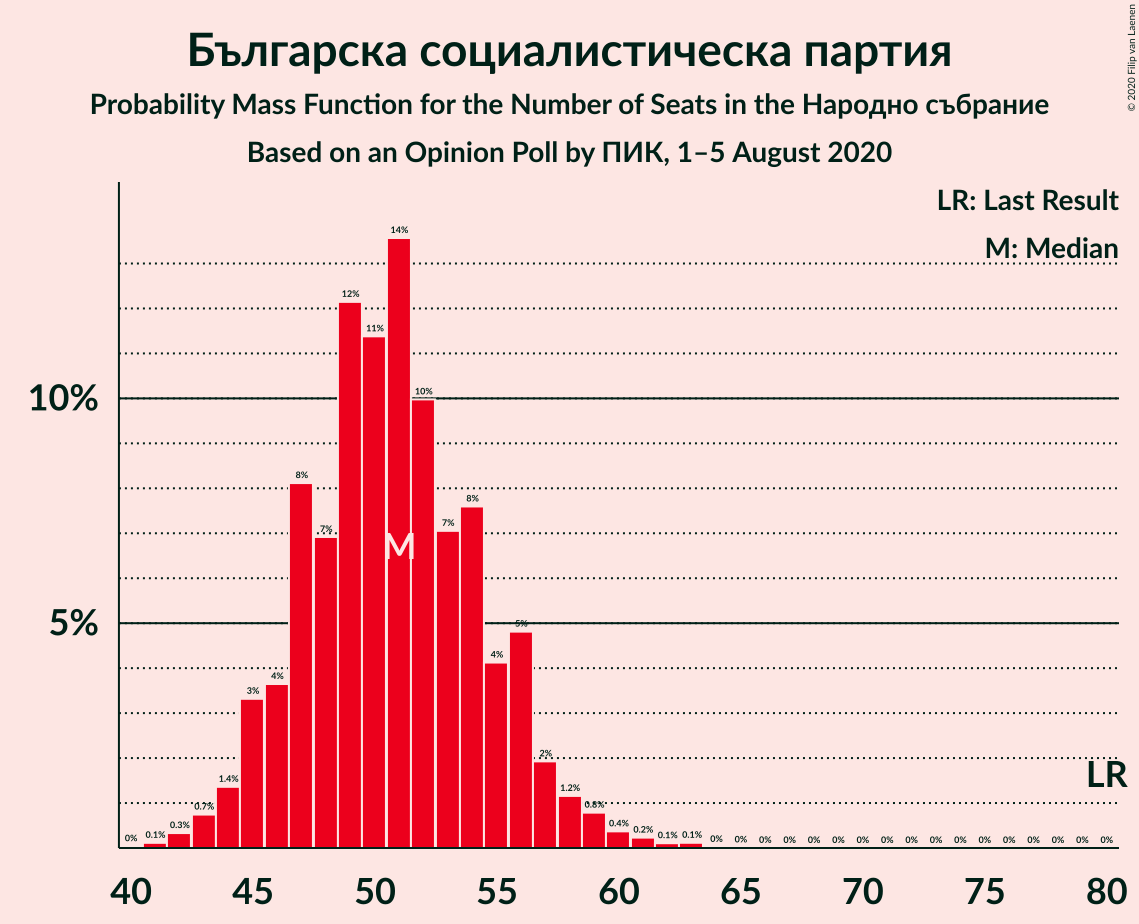 Българска социалистическа партия
Probability Mass Function for the Number of Seats in the Народно събрание
Based on an Opinion Poll by ПИК, 1–5 August 2020
© 2020 Filip van Laenen
LR: Last Result
M: Median
10%
5%
0% 0.1% 0.3% 0.7% 1.4% 3% 4% 8% 7% 12% 11% 14% 10% 7% 8% 4% 5% 2% 1.2% 0.8% 0.4% 0.2% 0.1% 0.1% 0% 0% 0% 0% 0% 0% 0% 0% 0% 0% 0% 0% 0% 0% 0% 0% 0%
M
LR
40 45 50 55 60 65 70 75 80